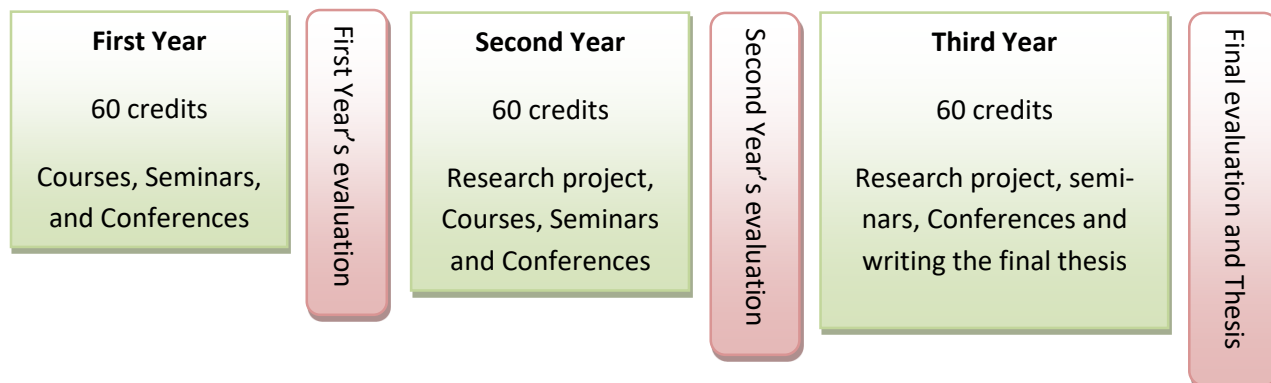 First Year
60 credits
Courses, Seminars,
and Conferences
First Year's evaluation
Second Year
60 credits
Research project,
Courses, Seminars
and Conferences
Second Year's evaluation
Third Year
60 credits
Research project, semi-
nars, Conferences and
writing the final thesis
Final evaluation and Thesis